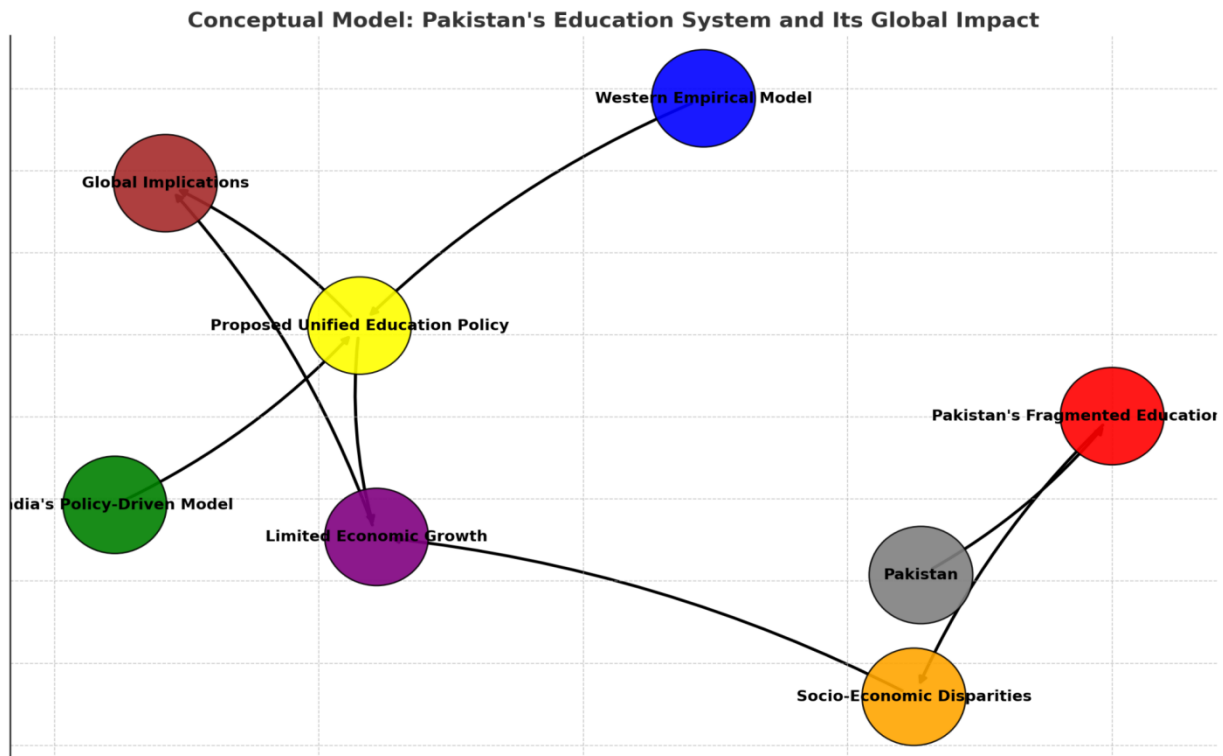 Conceptual Model: Pakistan's Education System and Its Global Impact
Western Empirical Model
Global Implications
Proposed Unified Education Policy
Pakistan's Fragmented Education
ndia's Policy-Driven Model
Limited Economic Growth
Pakistan
Socio-Economic Disparities